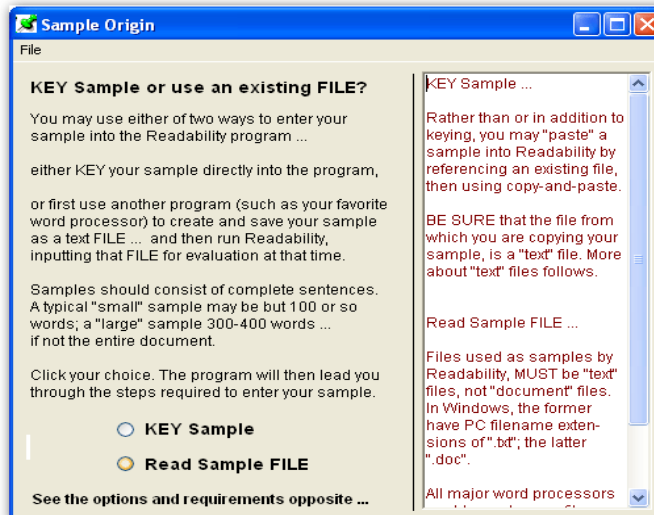 Sample Origin
File
KEY Sample or use an existing FILE?
You may use either of two ways to enter your
sample into the Readability program ...
either KEY your sample directly into the program,
or first use another program (such as your favorite
word processor) to create and save your sample
as a text FILE ... and then run Readability,
inputting that FILE for evaluation at that time.
Samples should consist of complete sentences.
A typical "small" sample may be but 100 or so
words; a "large" sample 300-400 words ...
if not the entire document.
Click your choice. The program will then lead you
through the steps required to enter your sample.
KEY Sample
Read Sample FILE
See the options and requirements opposite ...
KEY Sample ...
Rather than or in addition to
keying, you may "paste" a
sample into Readability by
referencing an existing file,
then using copy-and-paste.
BE SURE that the file from
which you are copying your
sample, is a "text" file. More
about "text" files follows.
Read Sample FILE ...
Files used as samples by
Readability, MUST be "text"
files, not "document" files.
In Windows, the former
have PC filename exten-
sions of ".txt"; the latter
".doc".
All major word processors